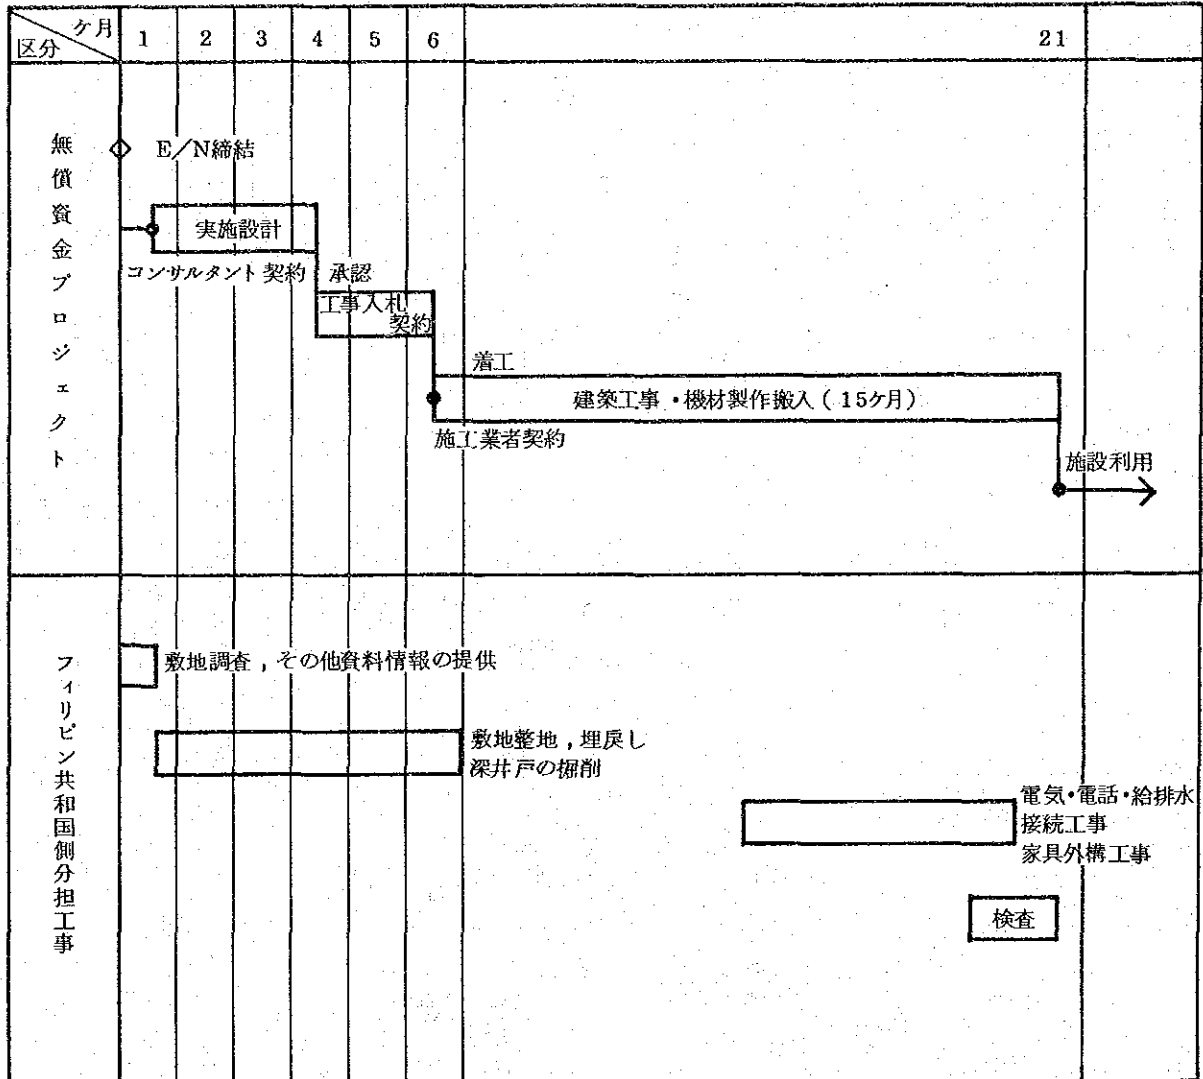 ケ月
区分
1 2 3 4 5 6 21
無償資金プロジェクト
E/N締結
実施設計
コンサルタント契約 承認
工事入札
契約
着工
建築工事・機材製作搬入(15ケ月)
施工業者契約
施設利用
フィリピン共和国側分担工事
敷地調査,その他資料情報の提供
敷地整地,埋戻し
深井戸の掘削
電気・電話・給排水
接続工事
家具外構工事
検査